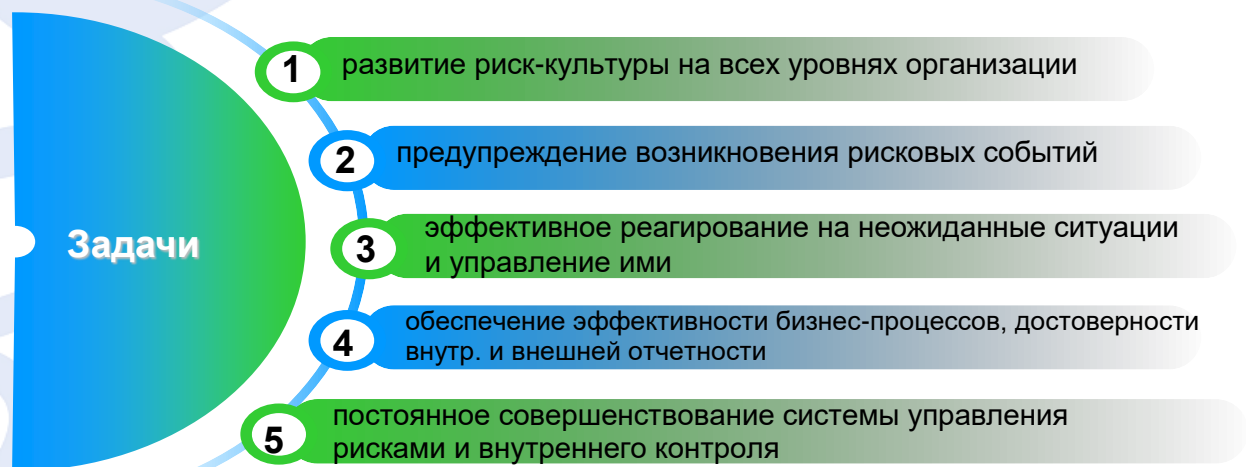 Задачи
1
развитие риск-культуры на всех уровнях организации
2
предупреждение возникновения рисковых событий
3
эффективное реагирование на неожиданные ситуации
и управление ими
4
обеспечение эффективности бизнес-процессов, достоверности
внутр. и внешней отчетности
5
постоянное совершенствование системы управления
рисками и внутреннего контроля